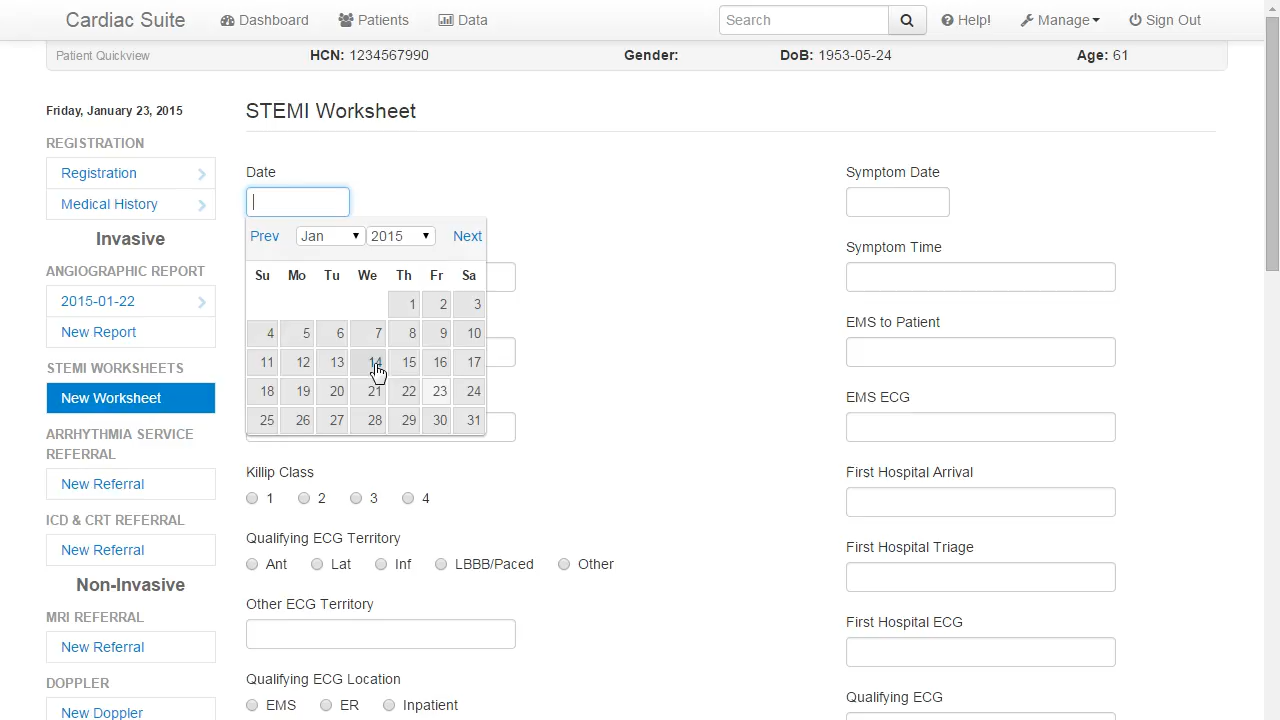 Cardiac Suite Dashboard Patients Data Search Help! Manage Sign Out
Patient Quickview HCN: 1234567990 Gender: DoB: 1953-05-24 Age: 61
Friday, January 23, 2015
REGISTRATION
Registration
Medical History
Invasive
ANGIOGRAPHIC REPORT
2015-01-22
New Report
STEMI WORKSHEETS
New Worksheet
ARRHYTHMIA SERVICE
REFERRAL
New Referral
ICD & CRT REFERRAL
New Referral
Non-Invasive
MRI REFERRAL
New Referral
DOPPLER
New Doppler
STEMI Worksheet
Date
Prev Jan 2015 Next
Su Mo Tu We Th Fr Sa
1 2 3
4 5 6 7 8 9 10
11 12 13 14 15 16 17
18 19 20 21 22 23 24
25 26 27 28 29 30 31
Killip Class
1 2 3 4
Qualifying ECG Territory
Ant Lat Inf LBBB/Paced Other
Other ECG Territory
Qualifying ECG Location
EMS ER Inpatient
Symptom Date
Symptom Time
EMS to Patient
EMS ECG
First Hospital Arrival
First Hospital Triage
First Hospital ECG
Qualifying ECG